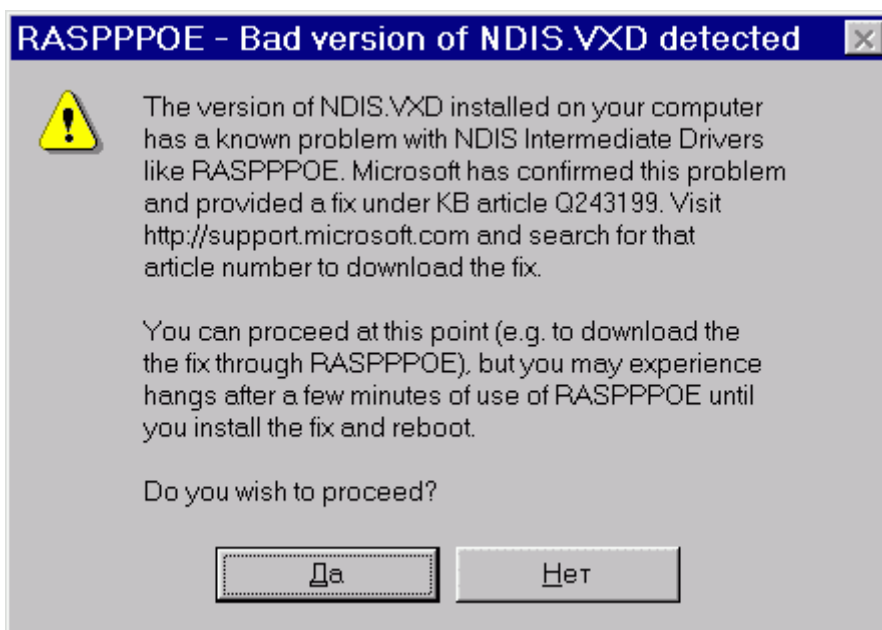 RASPPPOE - Bad version of NDIS.VXD detected
The version of NDIS.VXD installed on your computer
has a known problem with NDIS Intermediate Drivers
like RASPPPOE. Microsoft has confirmed this problem
and provided a fix under KB article Q243199. Visit
http://support.microsoft.com and search for that
article number to download the fix.
You can proceed at this point (e.g. to download the
the fix through RASPPPOE), but you may experience
hangs after a few minutes of use of RASPPPOE until
you install the fix and reboot.
Do you wish to proceed?
Да
Нет